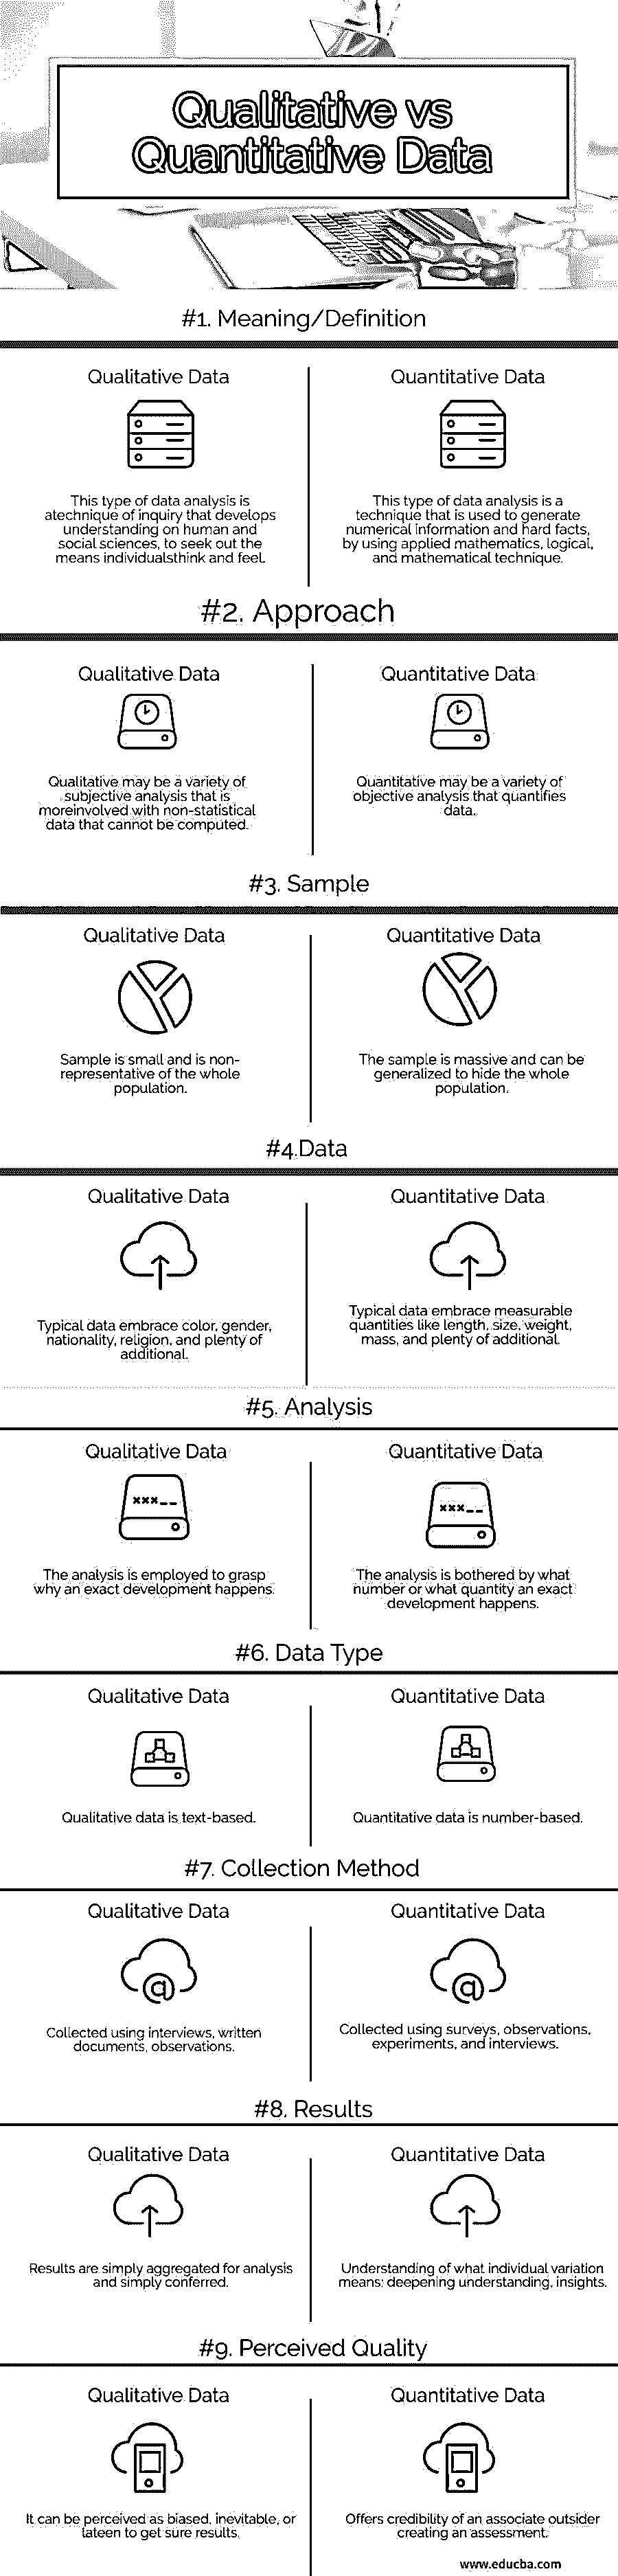 Qualitative vs
Quantitative Data
#1. Meaning/Definition
Qualitative Data
This type of data analysis is
atechnique of inquiry that develops
understanding on human and
social sciences, to seek out the
means individualsthink and feel.
Quantitative Data
This type of data analysis is a
technique that is used to generate
numerical information and hard facts,
by using applied mathematics, logical,
and mathematical technique.
#2. Approach
Qualitative Data
Qualitative may be a variety of
subjective analysis that is
moreinvolved with non-statistical
data that cannot be computed.
Quantitative Data
Quantitative may be a variety of
objective analysis that quantifies
data.
#3. Sample
Qualitative Data
Sample is small and is non-
representative of the whole
population.
Quantitative Data
The sample is massive and can be
generalized to hide the whole
population.
#4.Data
Qualitative Data
Typical data embrace color, gender,
nationality, religion, and plenty of
additional.
Quantitative Data
Typical data embrace measurable
quantities like length, size, weight,
mass, and plenty of additional.
#5. Analysis
Qualitative Data
xxx__
The analysis is employed to grasp
why an exact development happens.
Quantitative Data
xxx__
The analysis is bothered by what
number or what quantity an exact
development happens.
#6. Data Type
Qualitative Data
Qualitative data is text-based.
Quantitative Data
Quantitative data is number-based.
#7. Collection Method
Qualitative Data
@
Collected using interviews, written
documents, observations.
Quantitative Data
@
Collected using surveys, observations,
experiments, and interviews.
#8. Results
Qualitative Data
Results are simply aggregated for analysis
and simply conferred.
Quantitative Data
Understanding of what individual variation
means; deepening understanding, insights.
#9. Perceived Quality
Qualitative Data
It can be perceived as biased, inevitable, or
lateen to get sure results.
Quantitative Data
Offers credibility of an associate outsider
creating an assessment.
www.educba.com